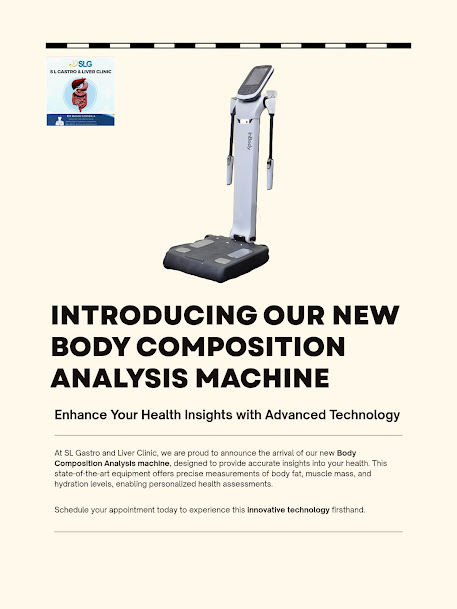 SLG
S L GASTRO & LIVER CLINIC
InBody
INTRODUCING OUR NEW
BODY COMPOSITION
ANALYSIS MACHINE
Enhance Your Health Insights with Advanced Technology
At SL Gastro and Liver Clinic, we are proud to announce the arrival of our new Body
Composition Analysis machine, designed to provide accurate insights into your health. This
state-of-the-art equipment offers precise measurements of body fat, muscle mass, and
hydration levels, enabling personalized health assessments.
Schedule your appointment today to experience this innovative technology firsthand.